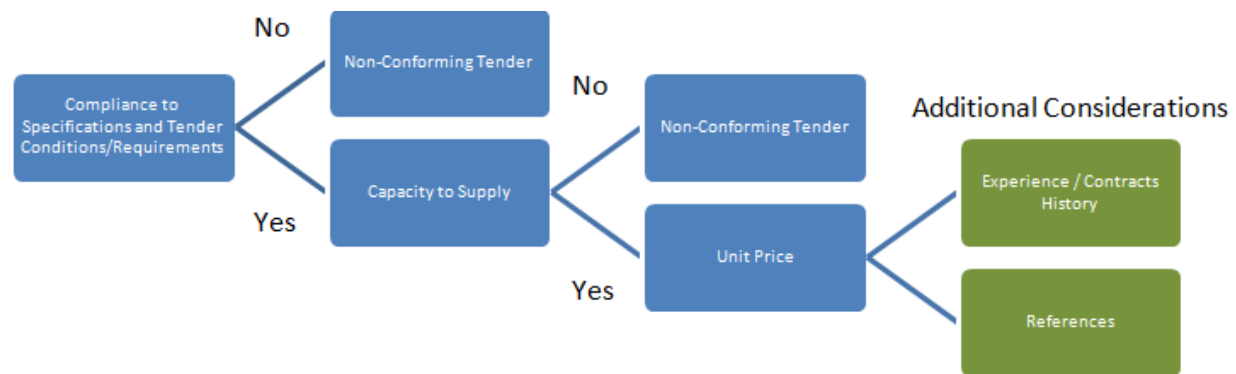 No
Non-Conforming Tender
Compliance to
Specifications and Tender
Conditions/Requirements
Yes
Capacity to Supply
No
Non-Conforming Tender
Yes
Unit Price
Additional Considerations
Experience / Contracts
History
References